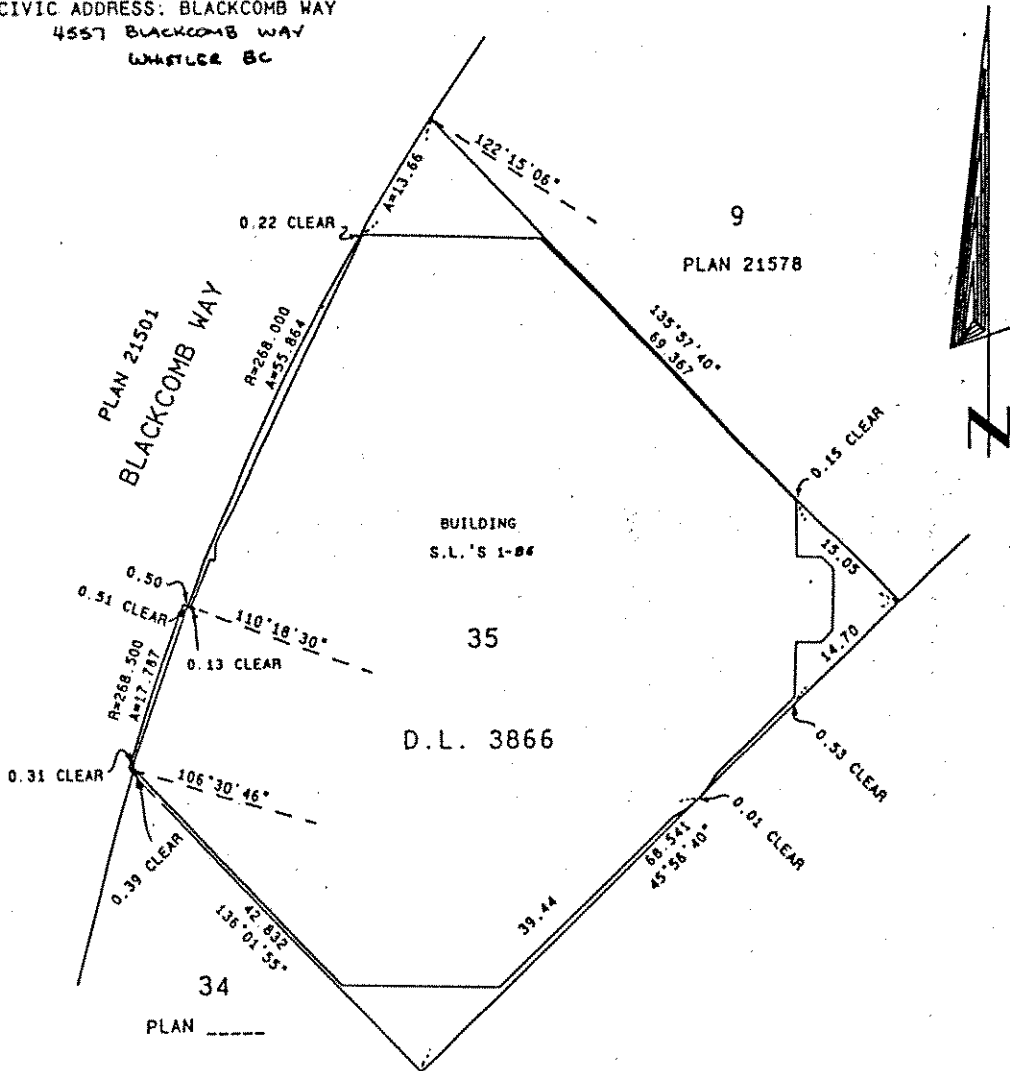 CIVIC ADDRESS: BLACKCOMB WAY
4557 BLACKCOMB WAY
WHISTLER BC
122°15'06"
A=13.66
0.22 CLEAR
9
PLAN 21578
PLAN 21501
BLACKCOMB WAY
R=268.000
A=55.864
135°57'40"
69.367
N
0.15 CLEAR
BUILDING
S.L.'S 1-86
15.05
0.50
0.51 CLEAR
110°18'30"
0.13 CLEAR
35
14.70
R=268.500
A=17.787
D.L. 3866
0.53 CLEAR
0.31 CLEAR
106°30'46"
0.01 CLEAR
0.39 CLEAR
68.541
45°56'40"
39.44
42.832
136°01'55"
34
PLAN _____